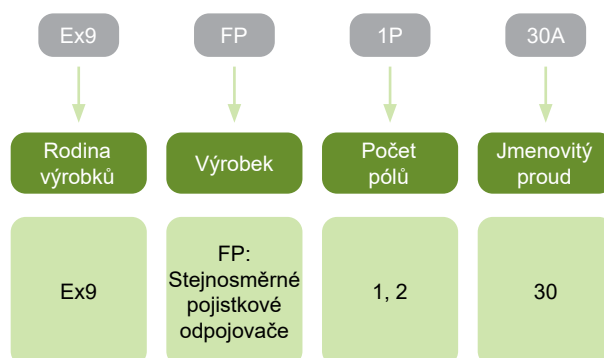 Ex9 FP 1P 30A
Rodina výrobků
Výrobek
Počet pólů
Jmenovitý proud
Ex9
FP:
Stejnosměrné
pojistkové
odpojovače
1, 2
30